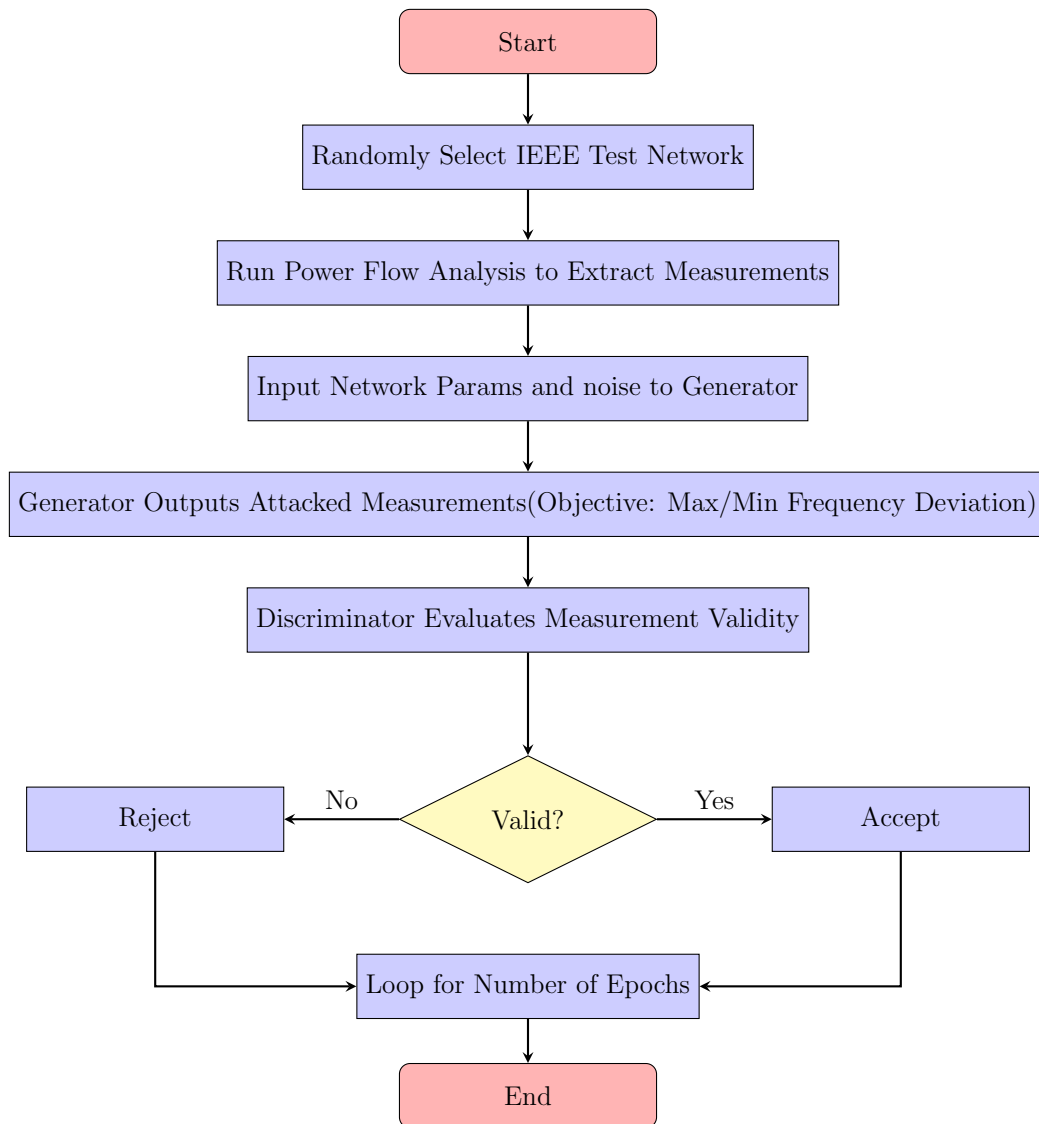 Start
Randomly Select IEEE Test Network
Run Power Flow Analysis to Extract Measurements
Input Network Params and noise to Generator
Generator Outputs Attacked Measurements(Objective: Max/Min Frequency Deviation)
Discriminator Evaluates Measurement Validity
No
Yes
Reject
Valid?
Accept
Loop for Number of Epochs
End